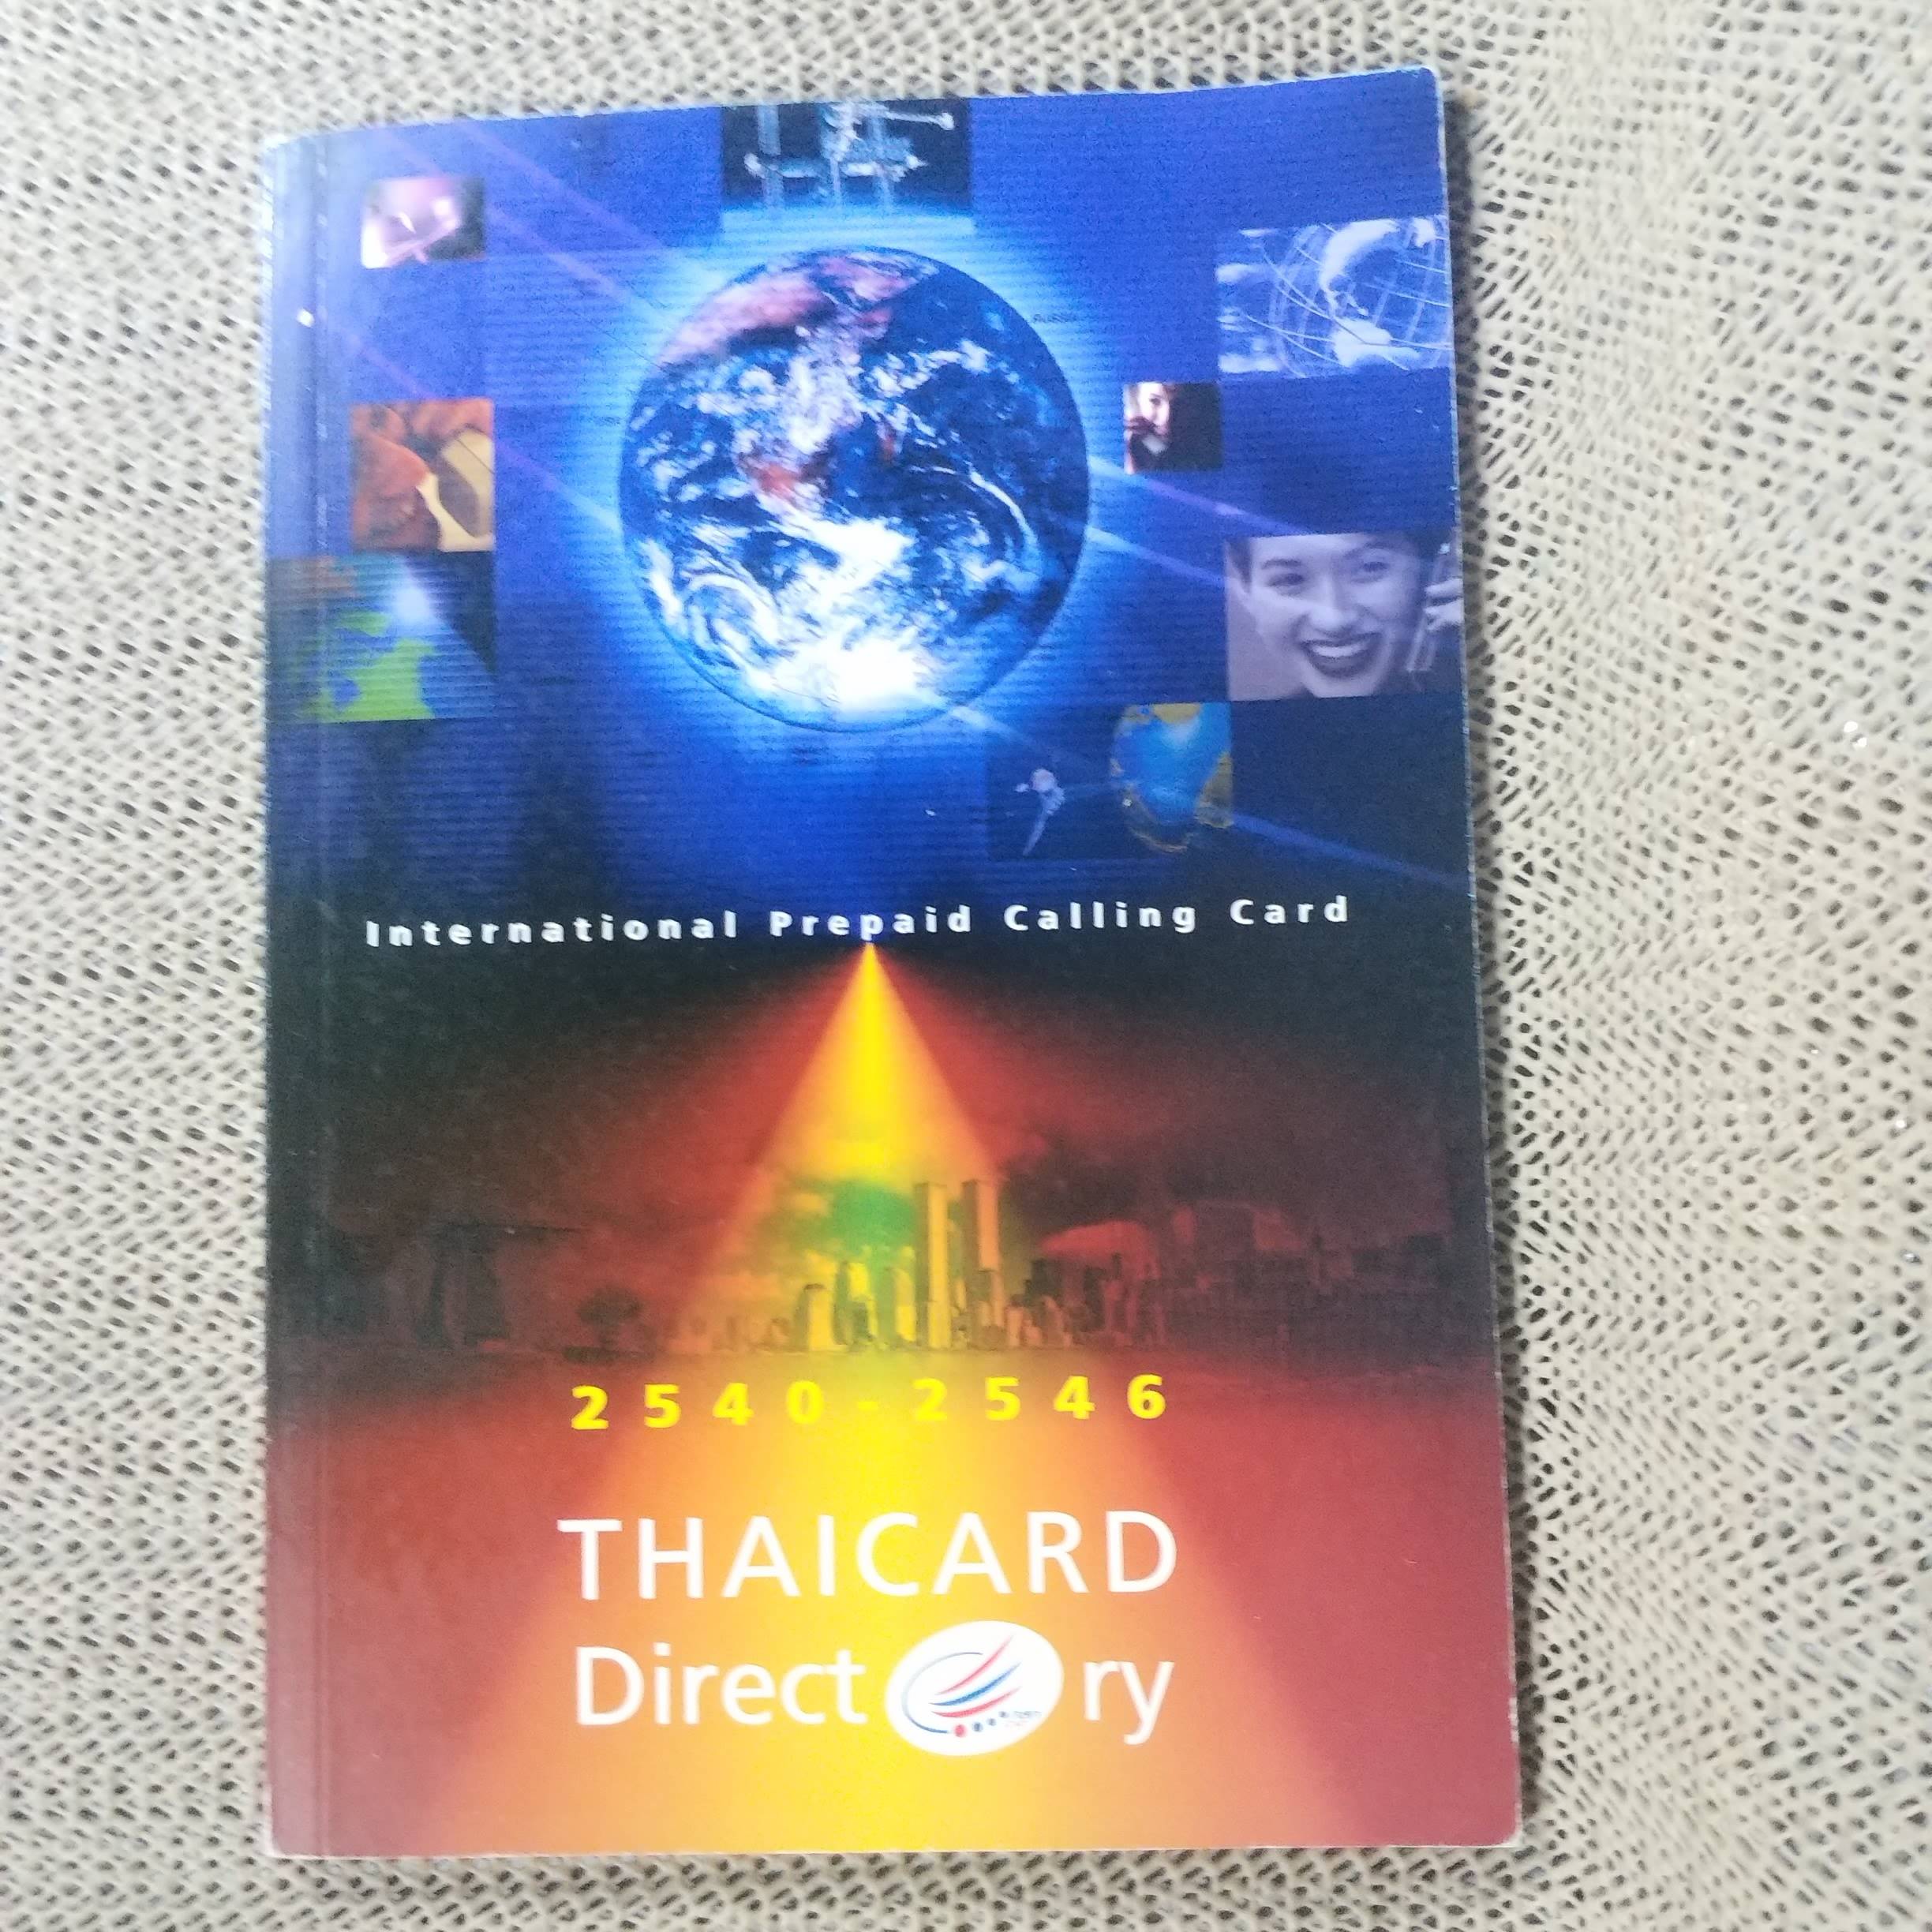 International Prepaid Calling Card
2540-2546
THAICARD
Directory